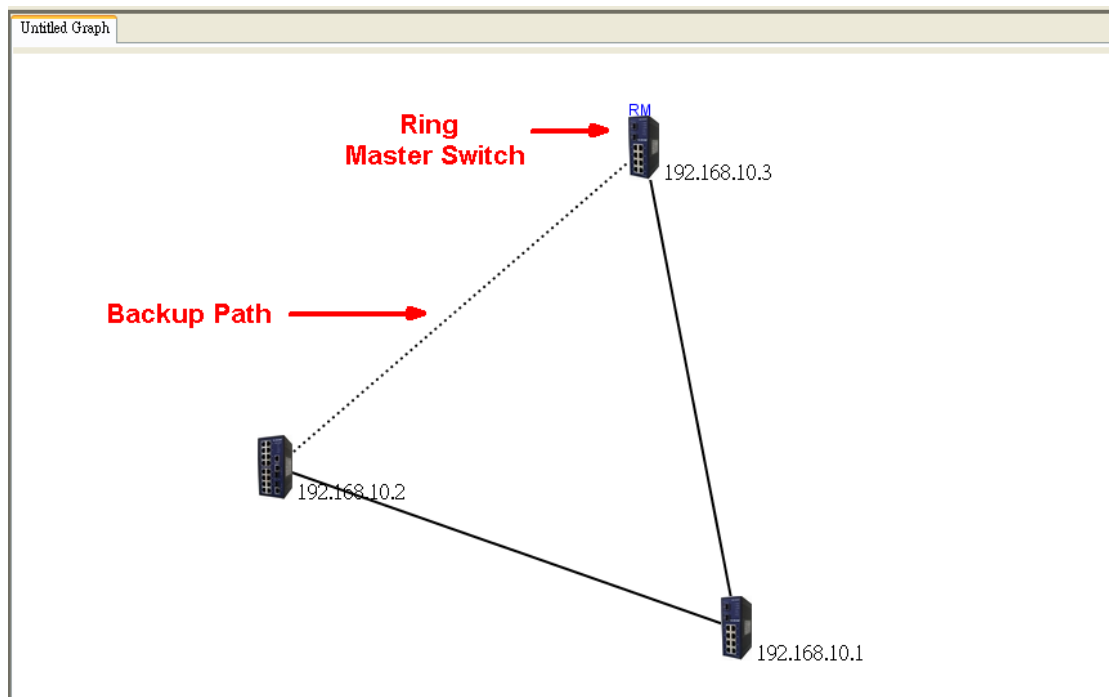 Untitled Graph
RM
Ring
Master Switch
192.168.10.3
Backup Path
192.168.10.2
192.168.10.1